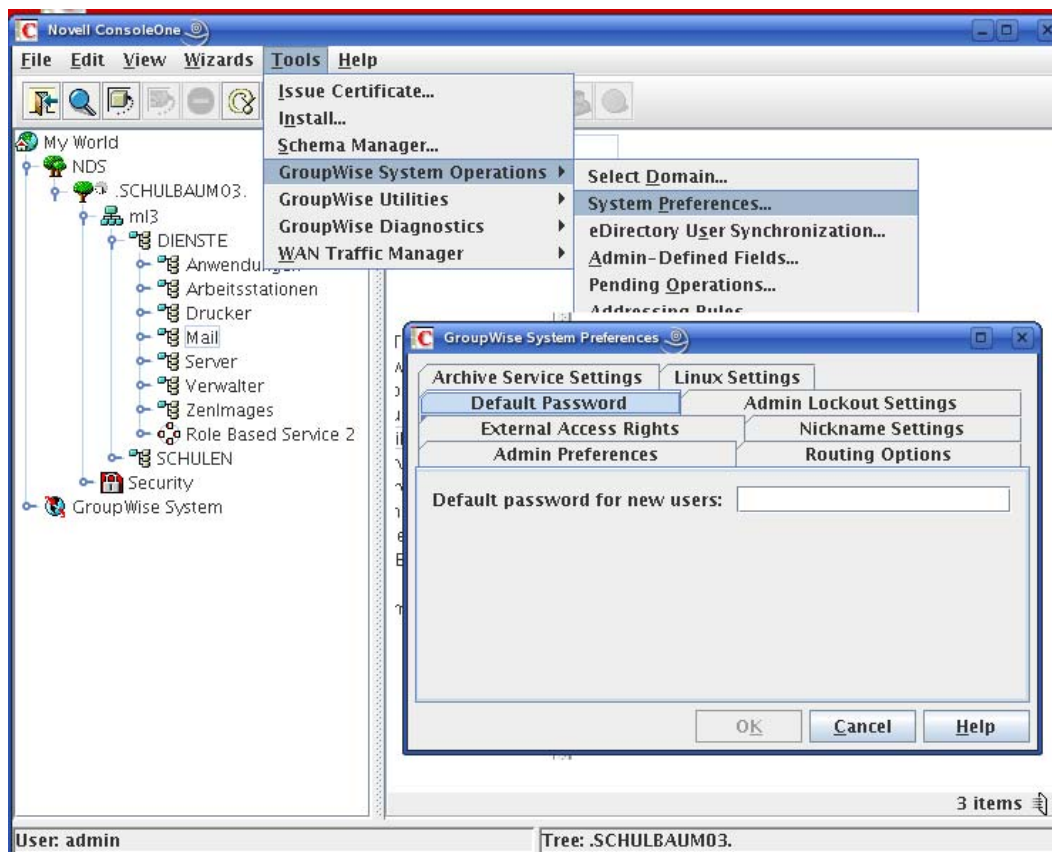 Novell ConsoleOne
File Edit View Wizards Tools Help
Issue Certificate...
Install...
Schema Manager...
GroupWise System Operations
GroupWise Utilities
GroupWise Diagnostics
WAN Traffic Manager
Select Domain...
System Preferences...
eDirectory User Synchronization...
Admin-Defined Fields...
Pending Operations...
Addressing Rules
My World
NDS
.SCHULBAUM03.
ml3
DIENSTE
Anwendungen
Arbeitsstationen
Drucker
Mail
Server
Verwalter
ZenImages
Role Based Service 2
SCHULEN
Security
GroupWise System
GroupWise System Preferences
Archive Service Settings Linux Settings
Default Password Admin Lockout Settings
External Access Rights Nickname Settings
Admin Preferences Routing Options
Default password for new users:
OK Cancel Help
3 items
User: admin Tree: .SCHULBAUM03.